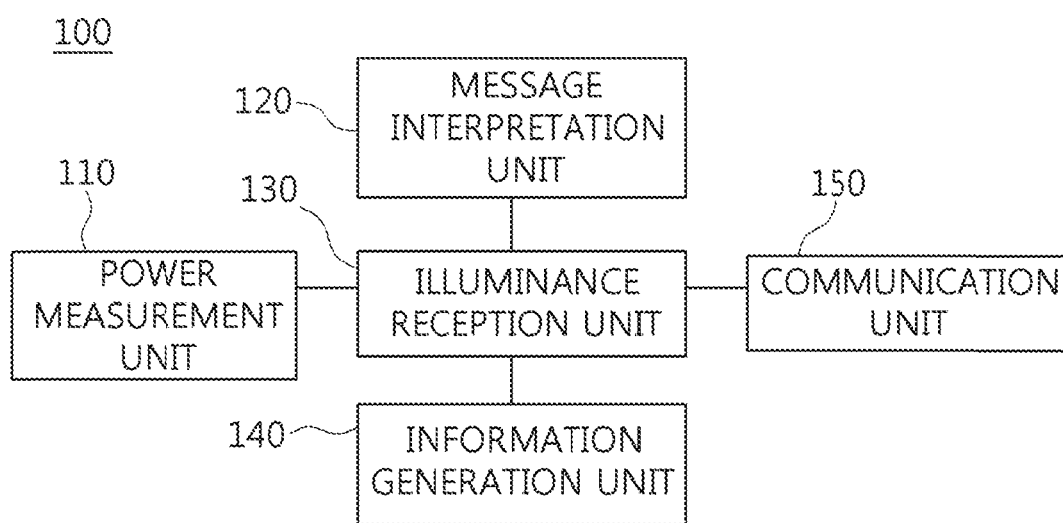 100
120
MESSAGE
INTERPRETATION
UNIT
110
POWER
MEASUREMENT
UNIT
130
ILLUMINANCE
RECEPTION UNIT
150
COMMUNICATION
UNIT
140
INFORMATION
GENERATION UNIT